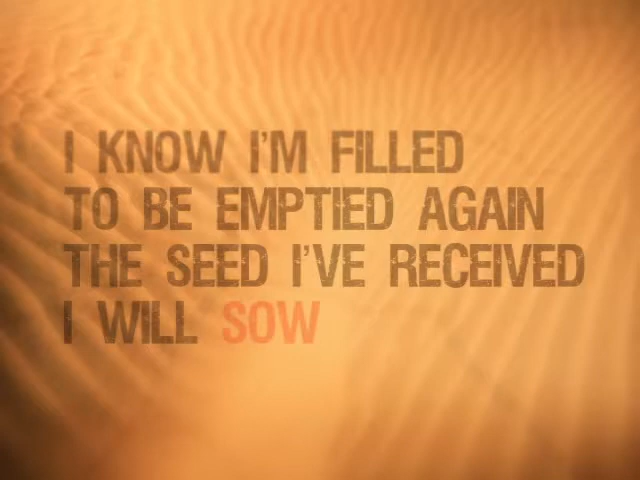 I KNOW I'M FILLED
TO BE EMPTIED AGAIN
THE SEED I'VE RECEIVED
I WILL SOW